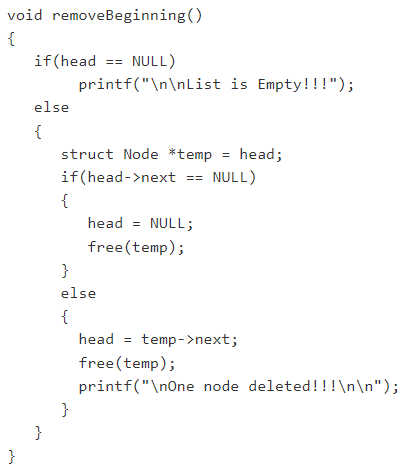 void removeBeginning()
{
   if(head == NULL)
        printf("\n\nList is Empty!!!");
   else
   {
      struct Node *temp = head;
      if(head->next == NULL)
      {
         head = NULL;
         free(temp);
      }
      else
      {
        head = temp->next;
        free(temp);
        printf("\nOne node deleted!!!\n\n");
      }
   }
}